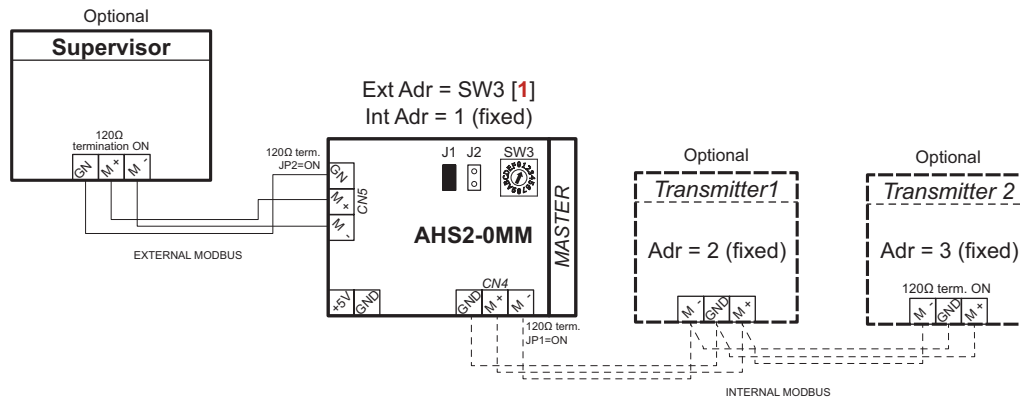 Optional
Supervisor
120Ω
termination ON
GN
M +
M -
EXTERNAL MODBUS
Ext Adr = SW3 [1]
Int Adr = 1 (fixed)
120Ω term.
JP2=ON
J1
J2
SW3
0123456789ABCDEF
GN
M +
M -
CN5
AHS2-0MM
MASTER
+5V
GND
CN4
GND
M +
M -
120Ω term.
JP1=ON
Optional
Transmitter1
Adr = 2 (fixed)
M -
GND
M +
Optional
Transmitter 2
Adr = 3 (fixed)
120Ω term. ON
M -
GND
M +
INTERNAL MODBUS